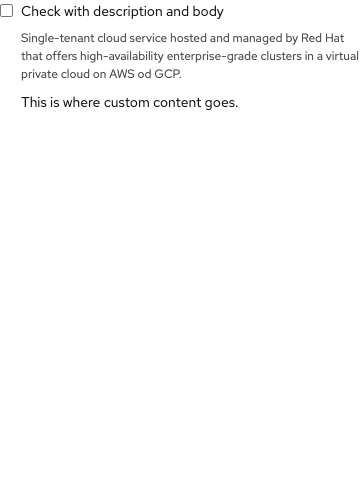 Check with description and body
Single-tenant cloud service hosted and managed by Red Hat
that offers high-availability enterprise-grade clusters in a virtual
private cloud on AWS od GCP.
This is where custom content goes.